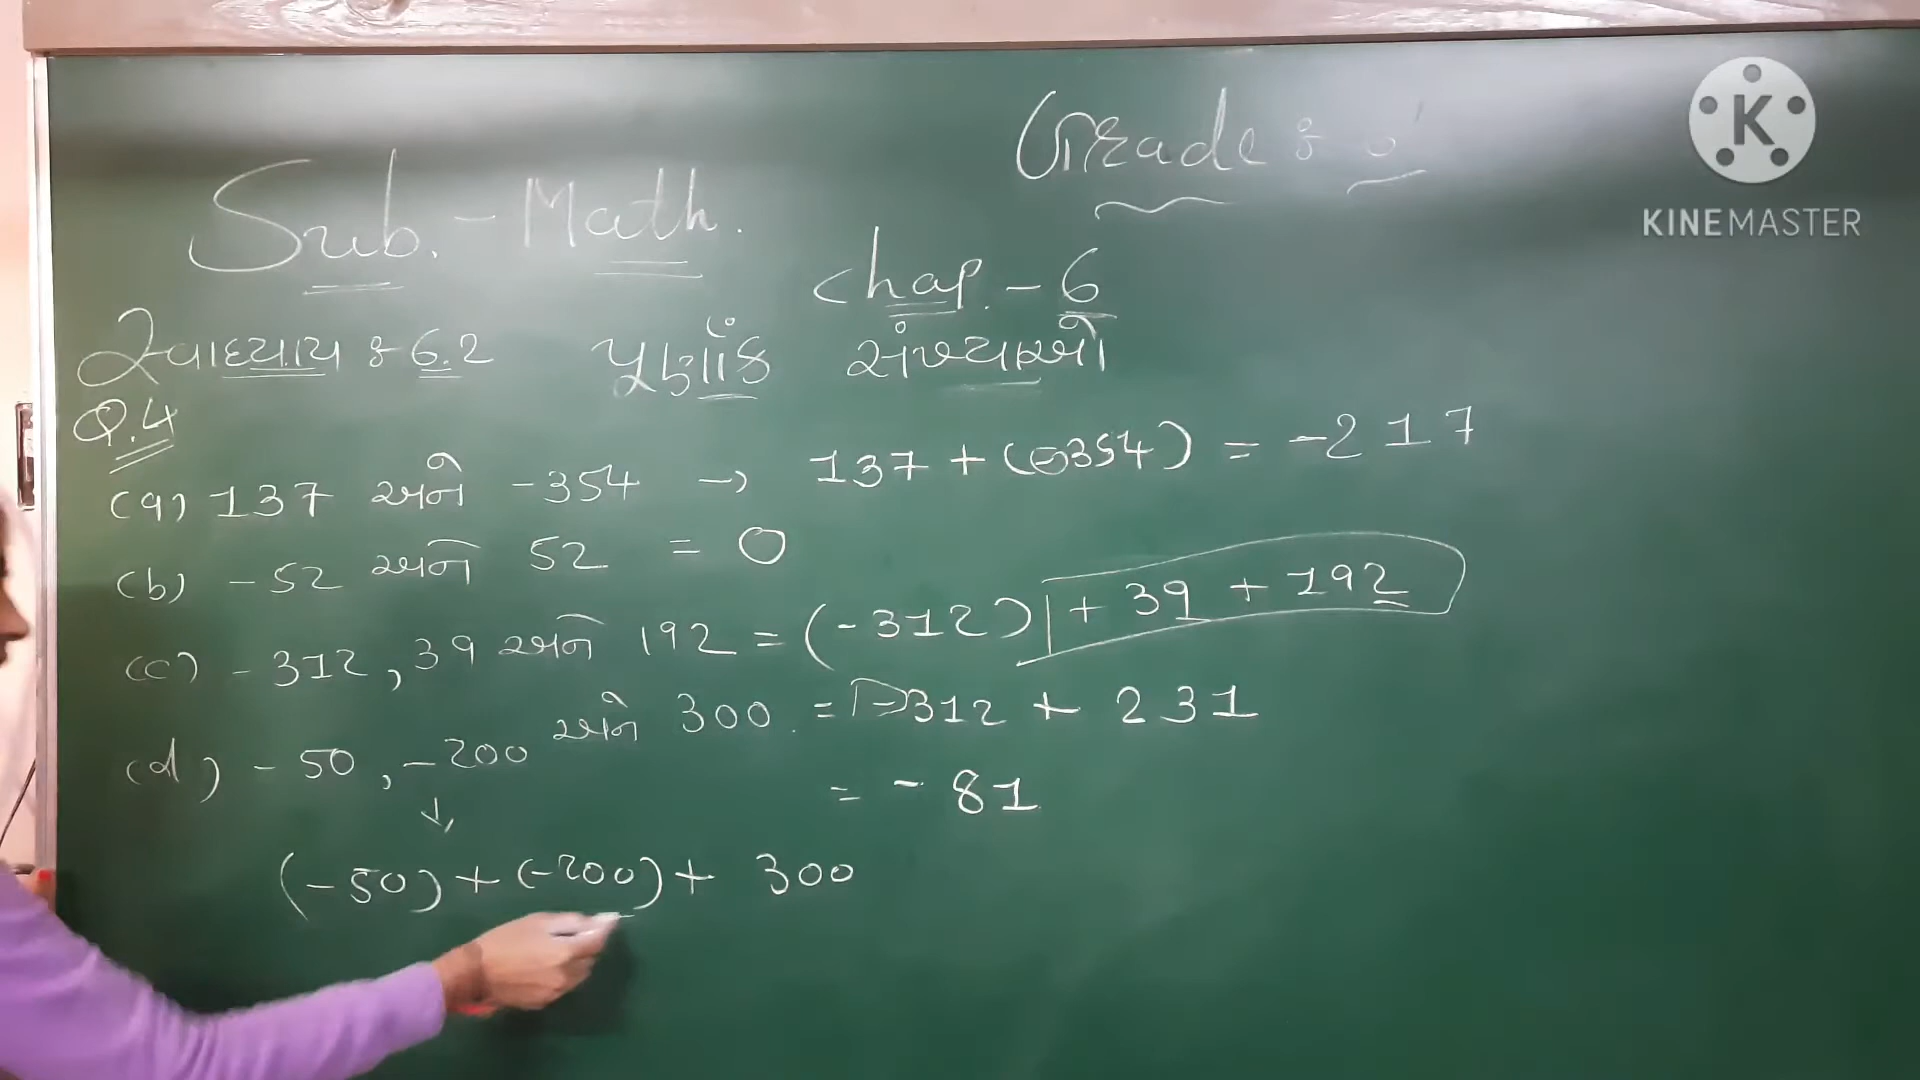 Grade :
Sub. - Math.
chap. - 6
સ્વાધ્યાય : 6.2 પૂર્ણાંક સંખ્યાઓ
Q.4
(a) 137 અને -354 → 137 + (-354) = -217
(b) -52 અને 52 = 0
(c) -312, 39 અને 192 = (-312) + 39 + 192
(d) -50, -200 અને 300. = -312 + 231
= -81
↓
(-50) + (-200) + 300
K
KINEMASTER